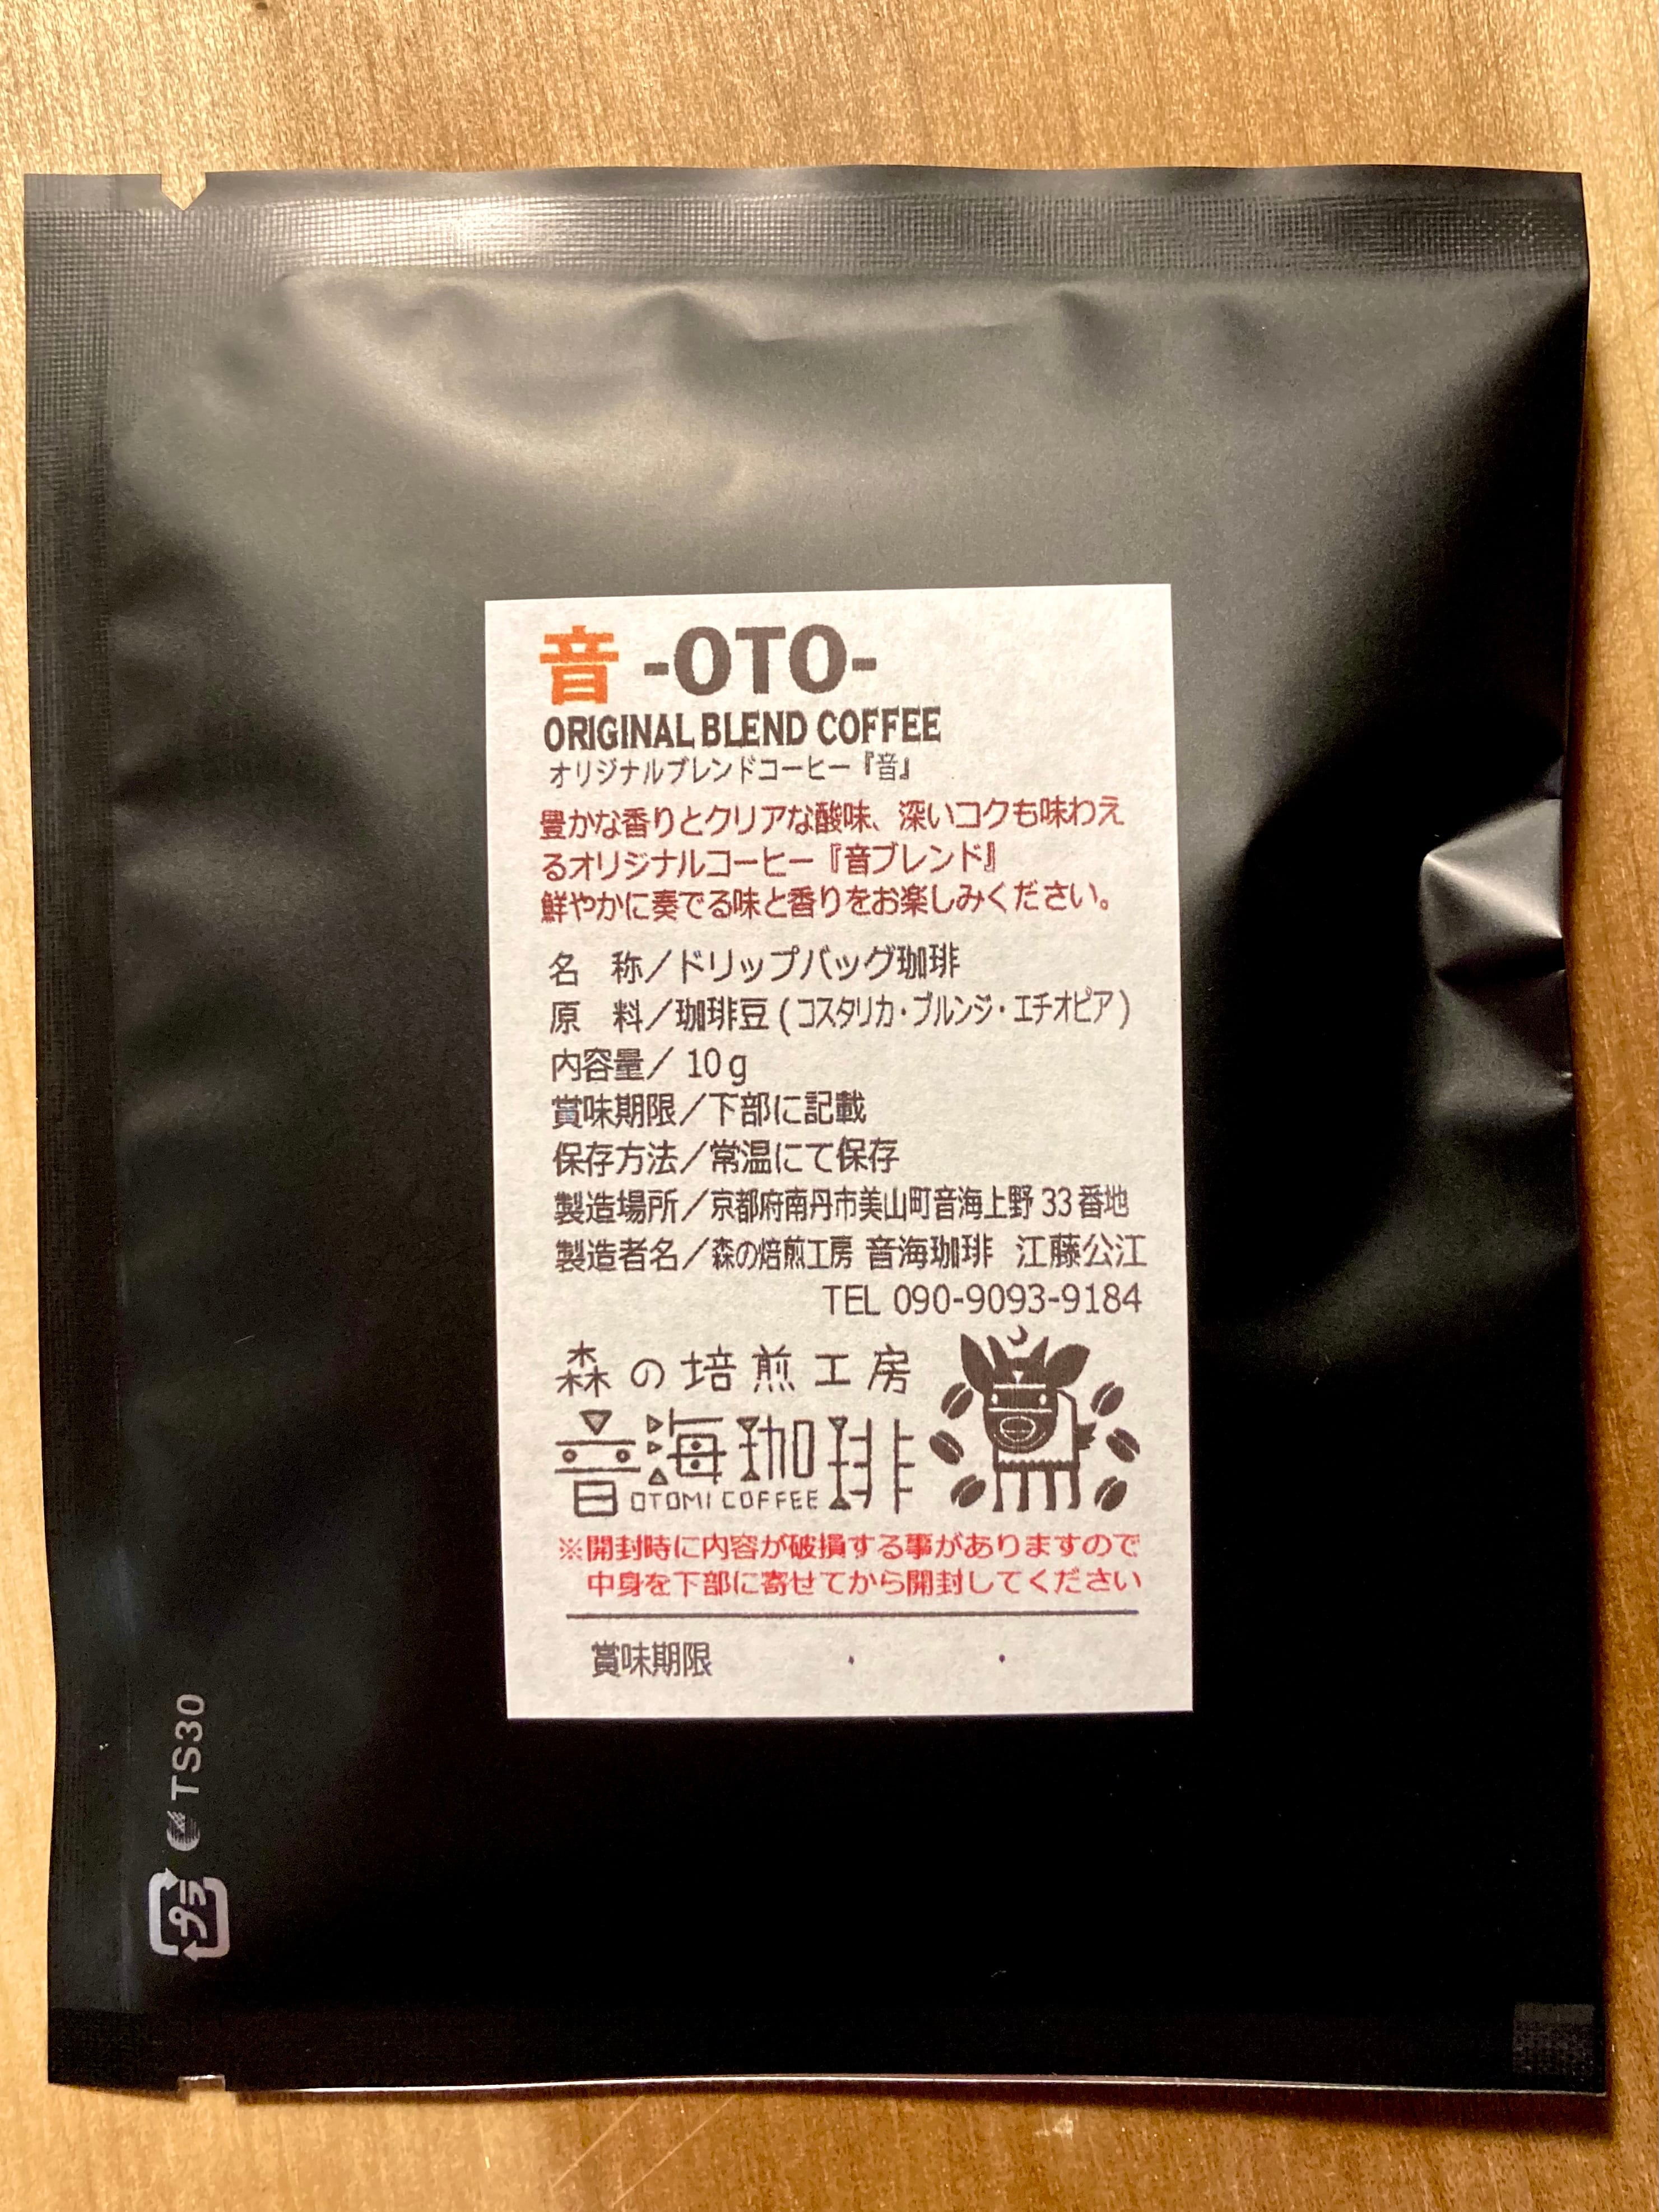 音 -OTO-
ORIGINAL BLEND COFFEE
オリジナルブレンドコーヒー『音』
豊かな香りとクリアな酸味、深いコクも味わえ
るオリジナルコーヒー『音ブレンド』
鮮やかに奏でる味と香りをお楽しみください。
名 称／ドリップバッグ珈琲
原 料／珈琲豆(コスタリカ・ブルンジ・エチオピア)
内容量／ 10g
賞味期限／下部に記載
保存方法／常温にて保存
製造場所／京都府南丹市美山町音海上野33番地
製造者名／森の焙煎工房 音海珈琲 江藤公江
TEL 090-9093-9184
森の焙煎工房
音海珈琲
OTOMI COFFEE
※開封時に内容が破損する事がありますので
中身を下部に寄せてから開封してください
賞味期限 ・ ・
TS30
プラ